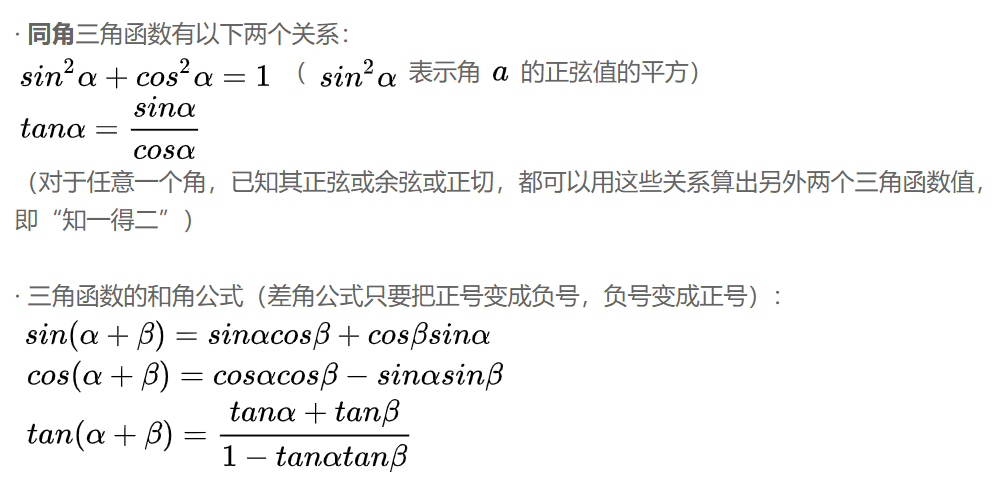 · 同角三角函数有以下两个关系：
sin²α + cos²α = 1 （ sin²α 表示角 a 的正弦值的平方）
tanα = sinα/cosα
（对于任意一个角，已知其正弦或余弦或正切，都可以用这些关系算出另外两个三角函数值，
即“知一得二”）
· 三角函数的和角公式（差角公式只要把正号变成负号，负号变成正号）：
sin(α + β) = sinαcosβ + cosβsinα
cos(α + β) = cosαcosβ − sinαsinβ
tan(α + β) = (tanα + tanβ)/(1 − tanαtanβ)